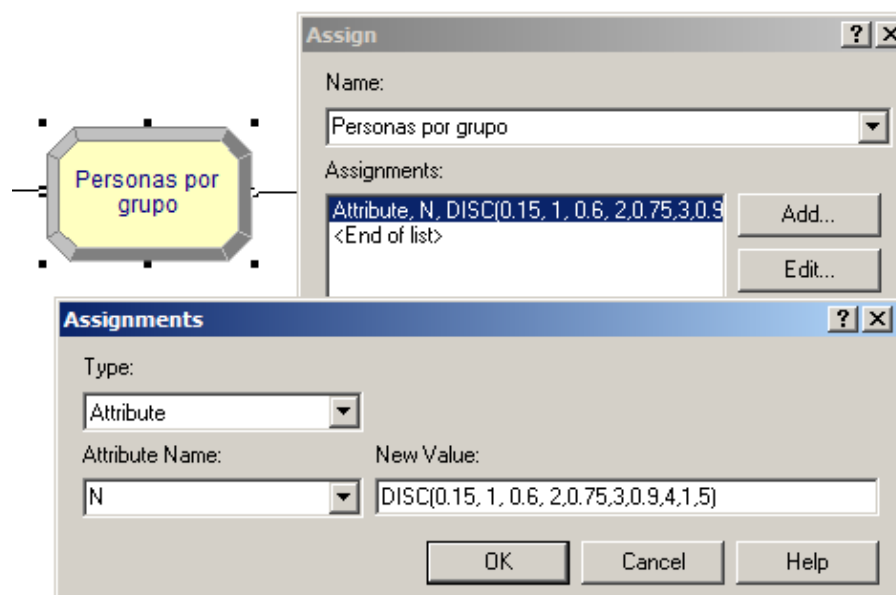 Assign
Name:
Personas por grupo
Assignments:
Attribute, N, DISC(0.15, 1, 0.6, 2,0.75,3,0.9
<End of list>
Add...
Edit...
Personas por
grupo
Assignments
Type:
Attribute
Attribute Name:
New Value:
N
DISC(0.15, 1, 0.6, 2,0.75,3,0.9,4,1,5)
OK
Cancel
Help